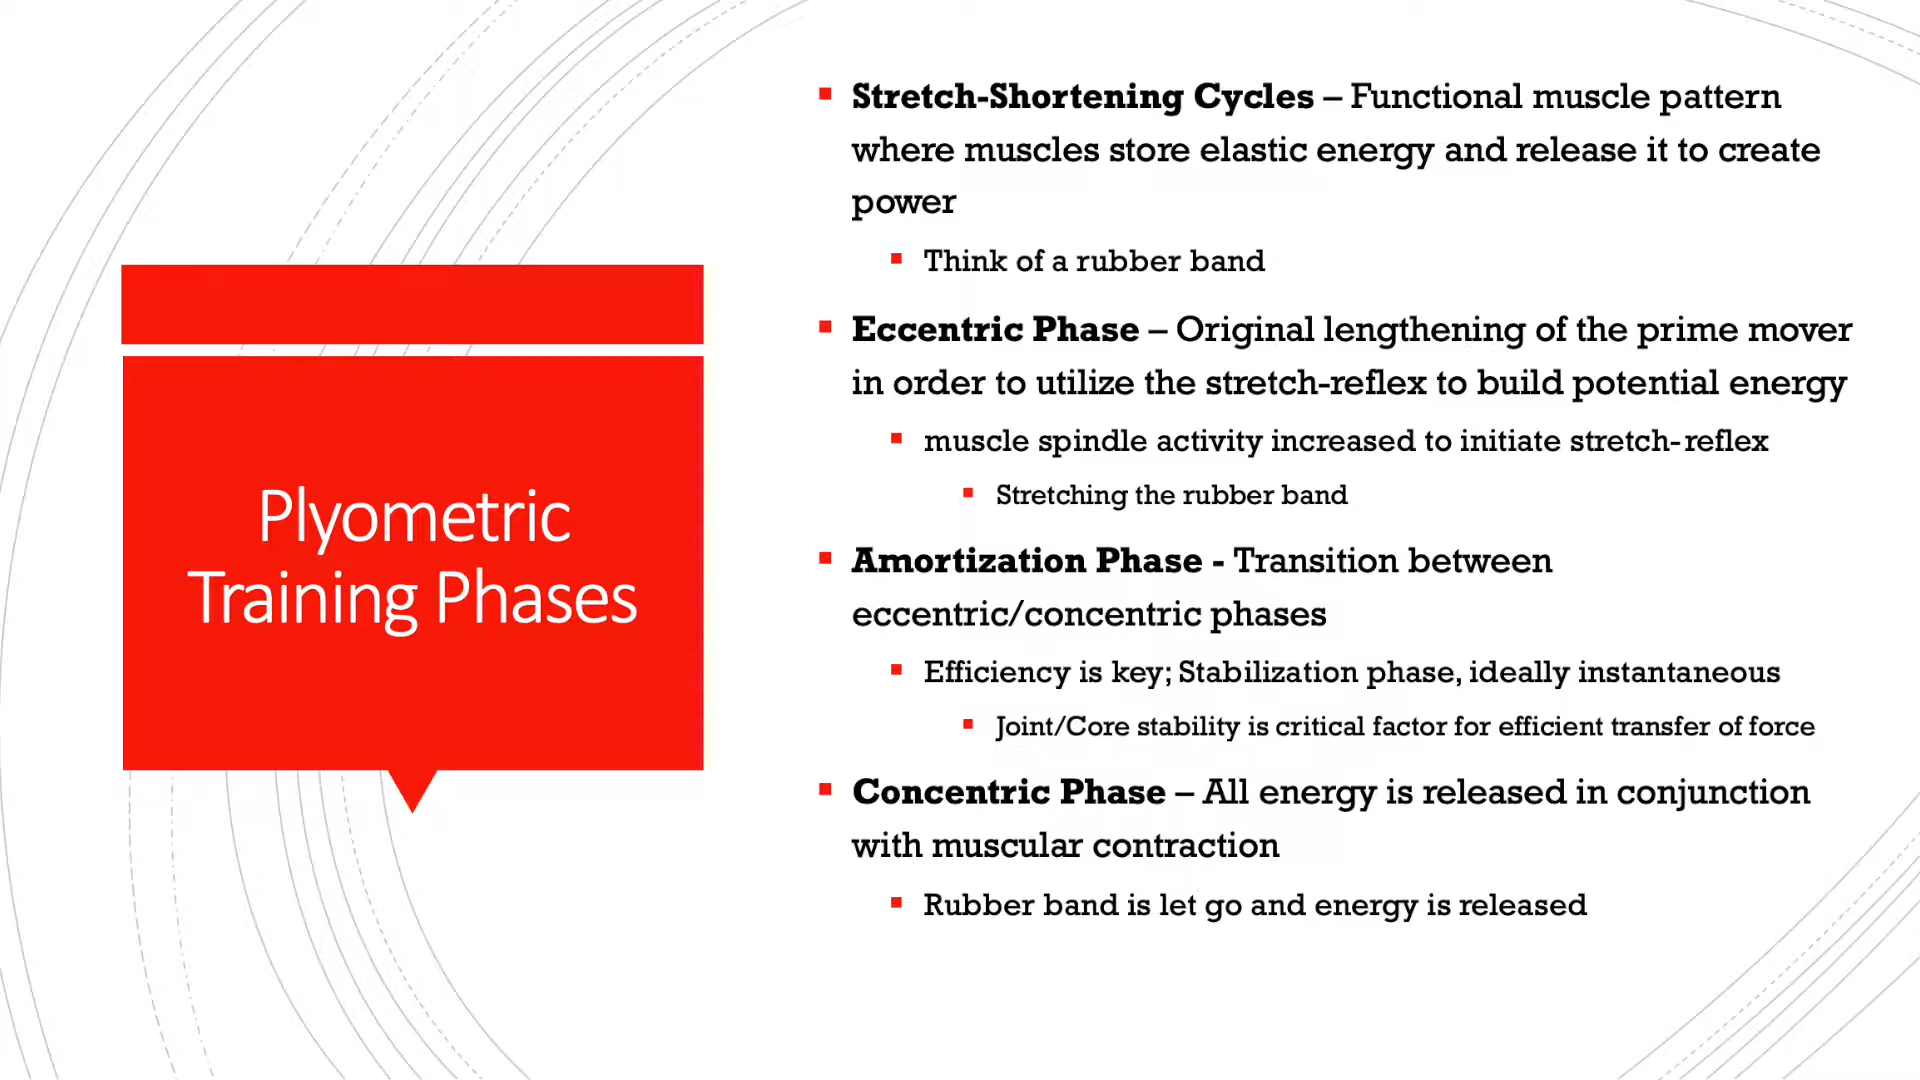 Plyometric
Training Phases
Stretch-Shortening Cycles – Functional muscle pattern
where muscles store elastic energy and release it to create
power
Think of a rubber band
Eccentric Phase – Original lengthening of the prime mover
in order to utilize the stretch-reflex to build potential energy
muscle spindle activity increased to initiate stretch-reflex
Stretching the rubber band
Amortization Phase - Transition between
eccentric/concentric phases
Efficiency is key; Stabilization phase, ideally instantaneous
Joint/Core stability is critical factor for efficient transfer of force
Concentric Phase – All energy is released in conjunction
with muscular contraction
Rubber band is let go and energy is released